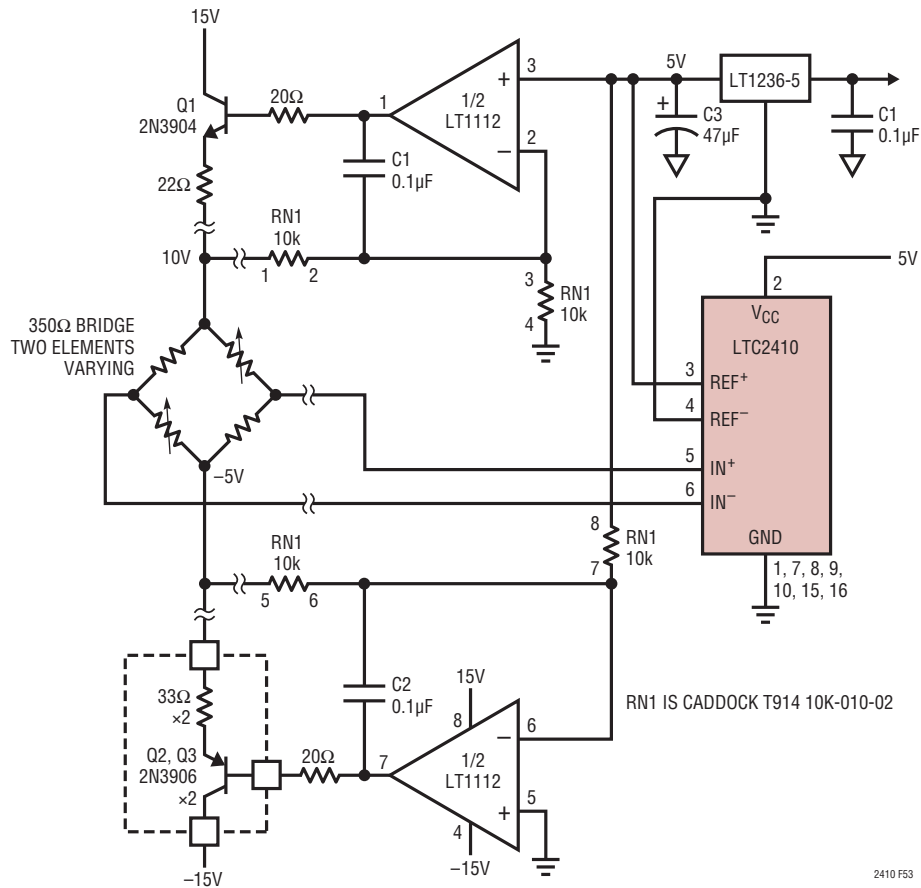 15V
Q1
2N3904
20Ω
1
1/2
LT1112
+
–
3
2
5V
LT1236-5
+
C3
47µF
C1
0.1µF
C1
0.1µF
22Ω
RN1
10k
10V
1
2
3
4
RN1
10k
350Ω BRIDGE
TWO ELEMENTS
VARYING
–5V
5V
2
VCC
LTC2410
3
REF+
4
REF–
5
IN+
6
IN–
GND
1, 7, 8, 9,
10, 15, 16
8
RN1
10k
7
RN1
10k
5
6
33Ω
×2
Q2, Q3
2N3906
×2
20Ω
C2
0.1µF
15V
8
7
1/2
LT1112
–
+
6
5
4
–15V
–15V
RN1 IS CADDOCK T914 10K-010-02
2410 F53